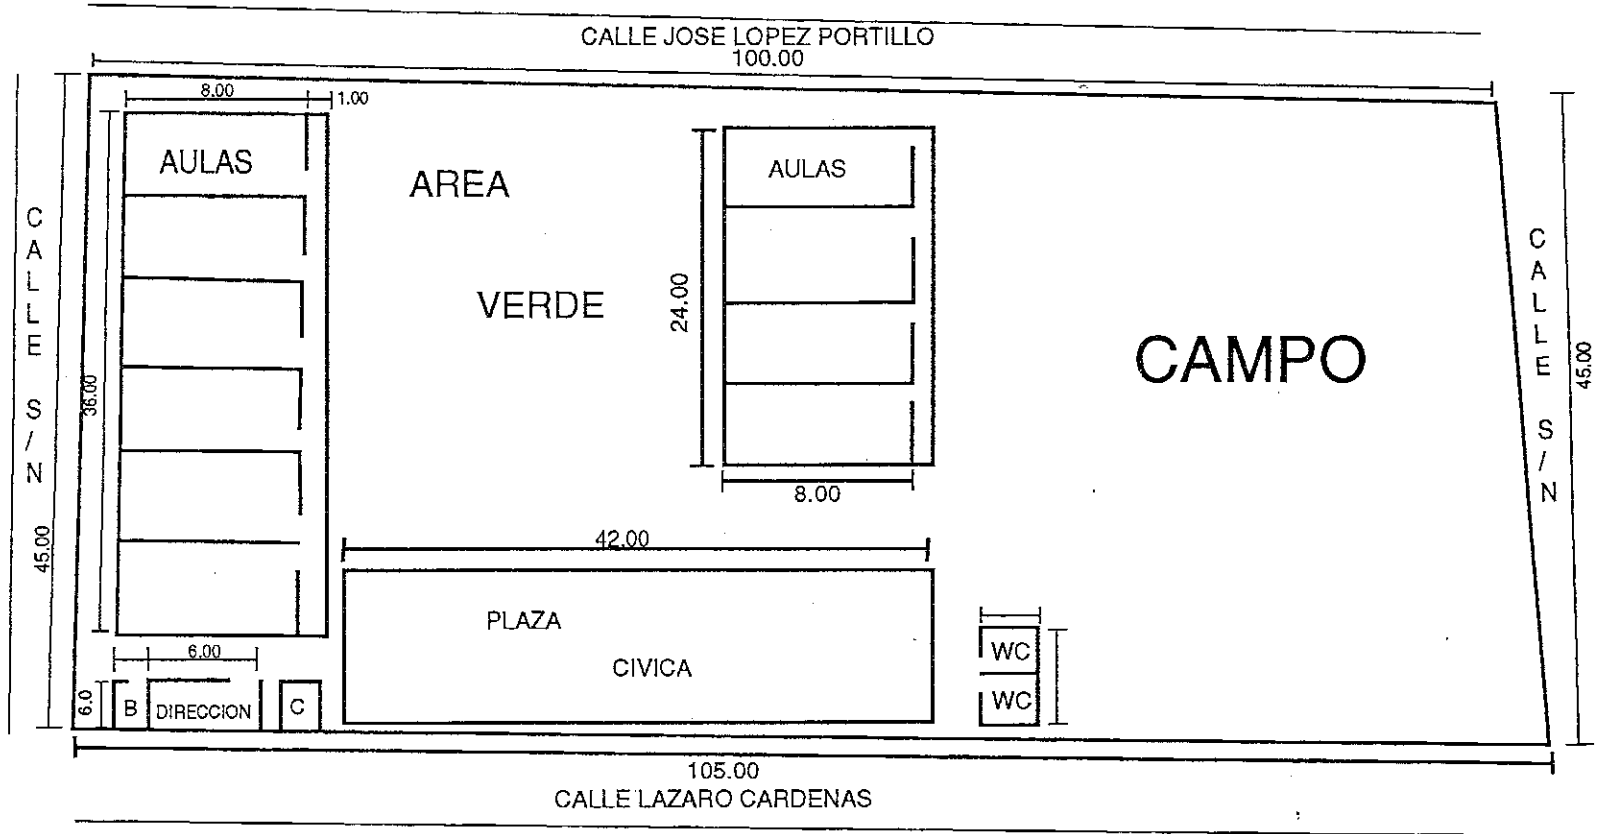 CALLE JOSE LOPEZ PORTILLO
100.00
8.00
1.00
AULAS
AREA
AULAS
CALLE S/N
VERDE
24.00
CAMPO
CALLE S/N
45.00
36.00
8.00
45.00
42.00
PLAZA
CIVICA
6.00
6.0
B
DIRECCION
C
WC
WC
105.00
CALLE LAZARO CARDENAS